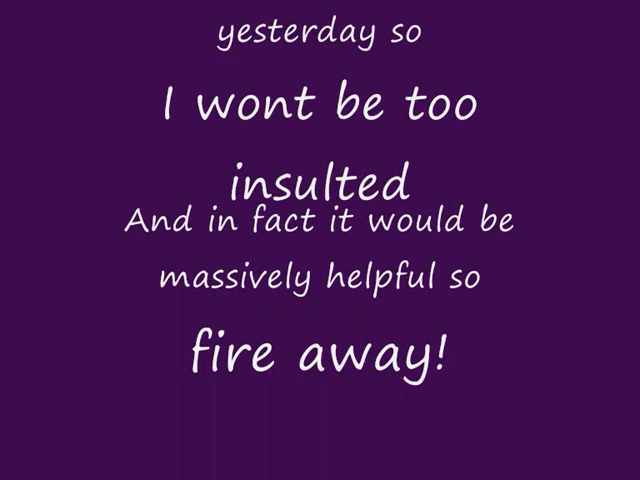 yesterday so
I wont be too
insulted
And in fact it would be
massively helpful so
fire away!